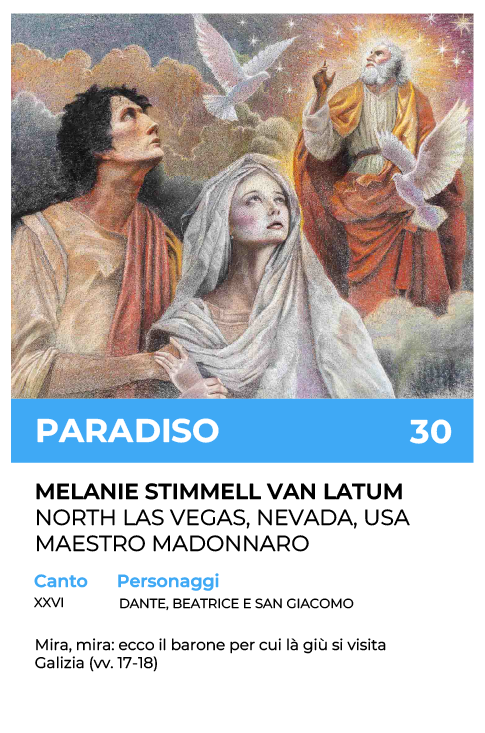 PARADISO 30
MELANIE STIMMELL VAN LATUM
NORTH LAS VEGAS, NEVADA, USA
MAESTRO MADONNARO
Canto Personaggi
XXVI DANTE, BEATRICE E SAN GIACOMO
Mira, mira: ecco il barone per cui là giù si visita
Galizia (vv. 17-18)